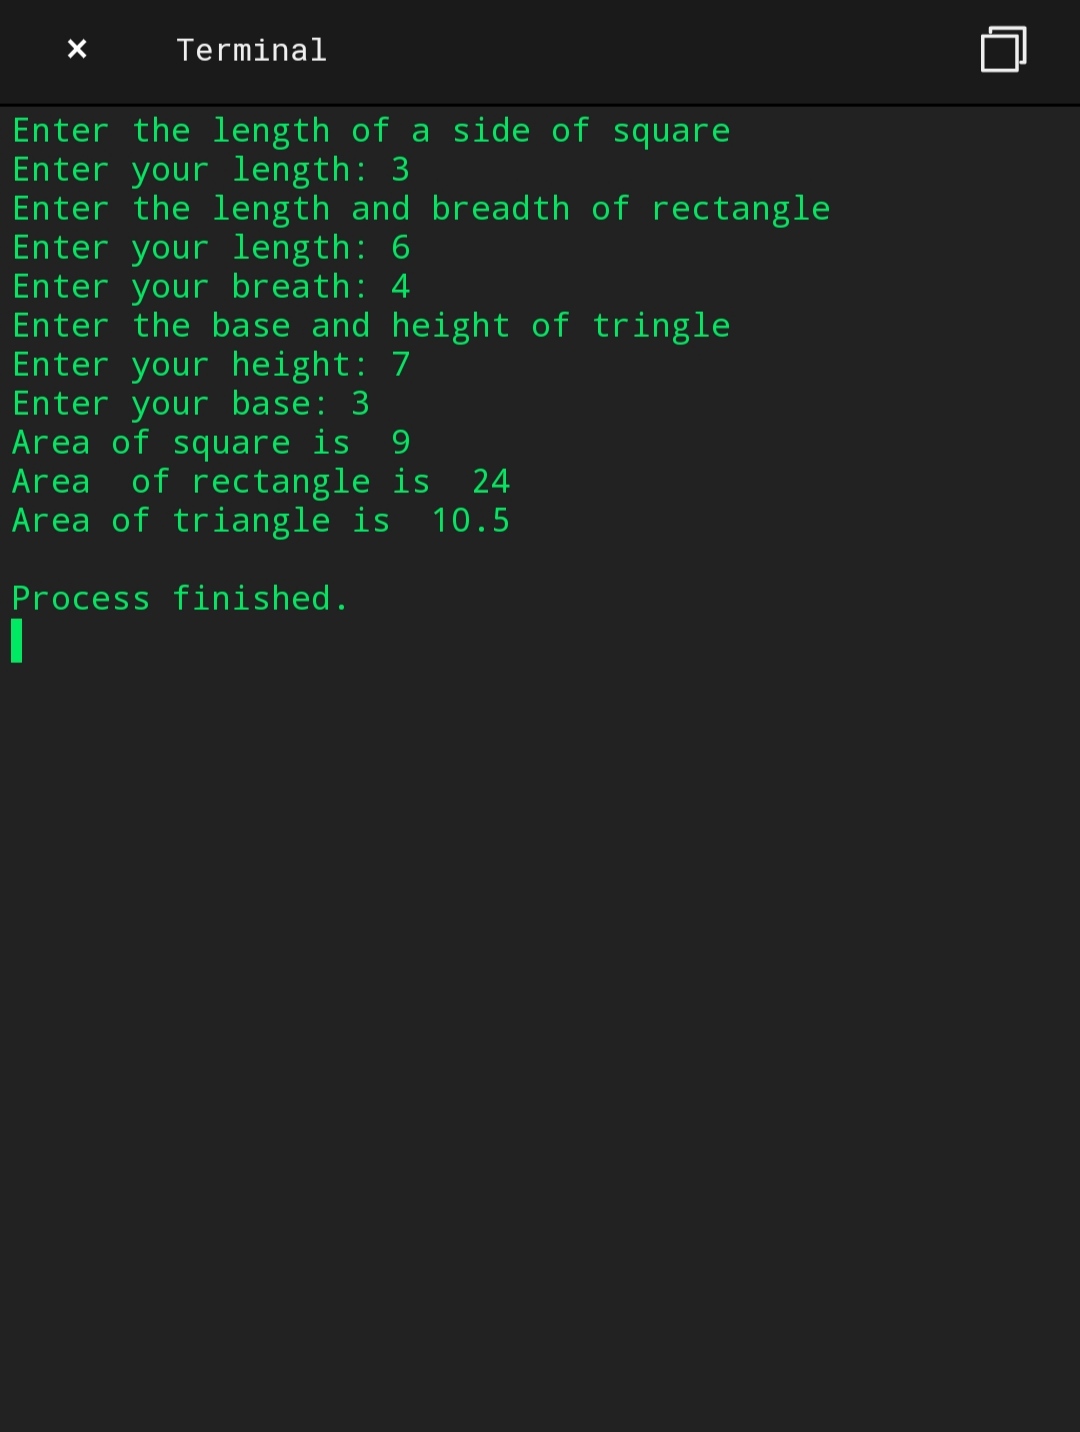 Terminal
Enter the length of a side of square
Enter your length: 3
Enter the length and breadth of rectangle
Enter your length: 6
Enter your breath: 4
Enter the base and height of tringle
Enter your height: 7
Enter your base: 3
Area of square is  9
Area  of rectangle is  24
Area of triangle is  10.5
Process finished.